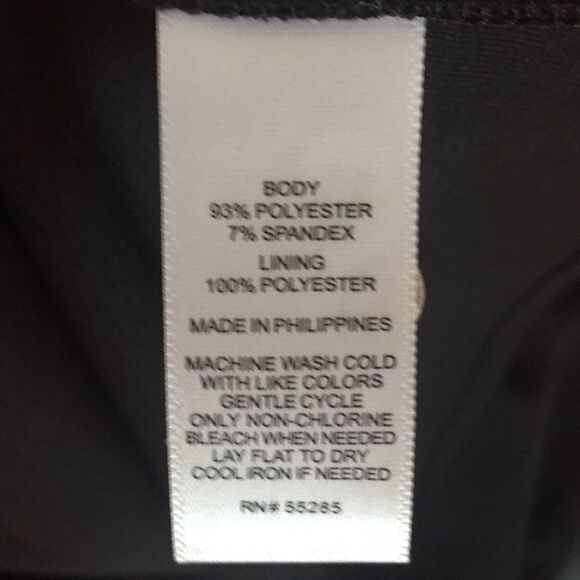 BODY
93% POLYESTER
7% SPANDEX
LINING
100% POLYESTER
MADE IN PHILIPPINES
MACHINE WASH COLD
WITH LIKE COLORS
GENTLE CYCLE
ONLY NON-CHLORINE
BLEACH WHEN NEEDED
LAY FLAT TO DRY
COOL IRON IF NEEDED
RN# 55285